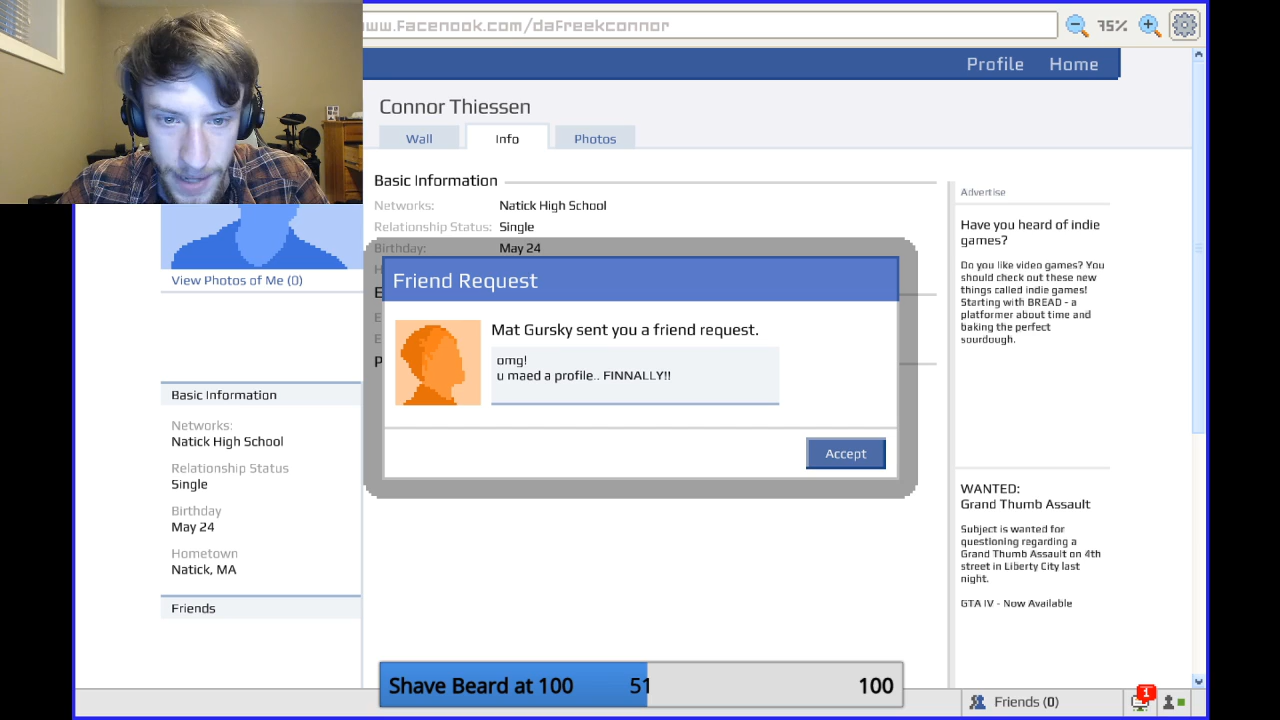 ww.facenook.com/dafreekconnor
75%
Profile Home
Connor Thiessen
Wall Info Photos
Basic Information
Networks: Natick High School
Relationship Status: Single
Birthday: May 24
Friend Request
Mat Gursky sent you a friend request.
omg!
u maed a profile.. FINNALLY!!
Accept
View Photos of Me (0)
Basic Information
Networks:
Natick High School
Relationship Status
Single
Birthday
May 24
Hometown
Natick, MA
Friends
Advertise
Have you heard of indie
games?
Do you like video games? You
should check out these new
things called indie games!
Starting with BREAD - a
platformer about time and
baking the perfect
sourdough.
WANTED:
Grand Thumb Assault
Subject is wanted for
questioning regarding a
Grand Thumb Assault on 4th
street in Liberty City last
night.
GTA IV - Now Available
Shave Beard at 100 51 100
Friends (0)
1